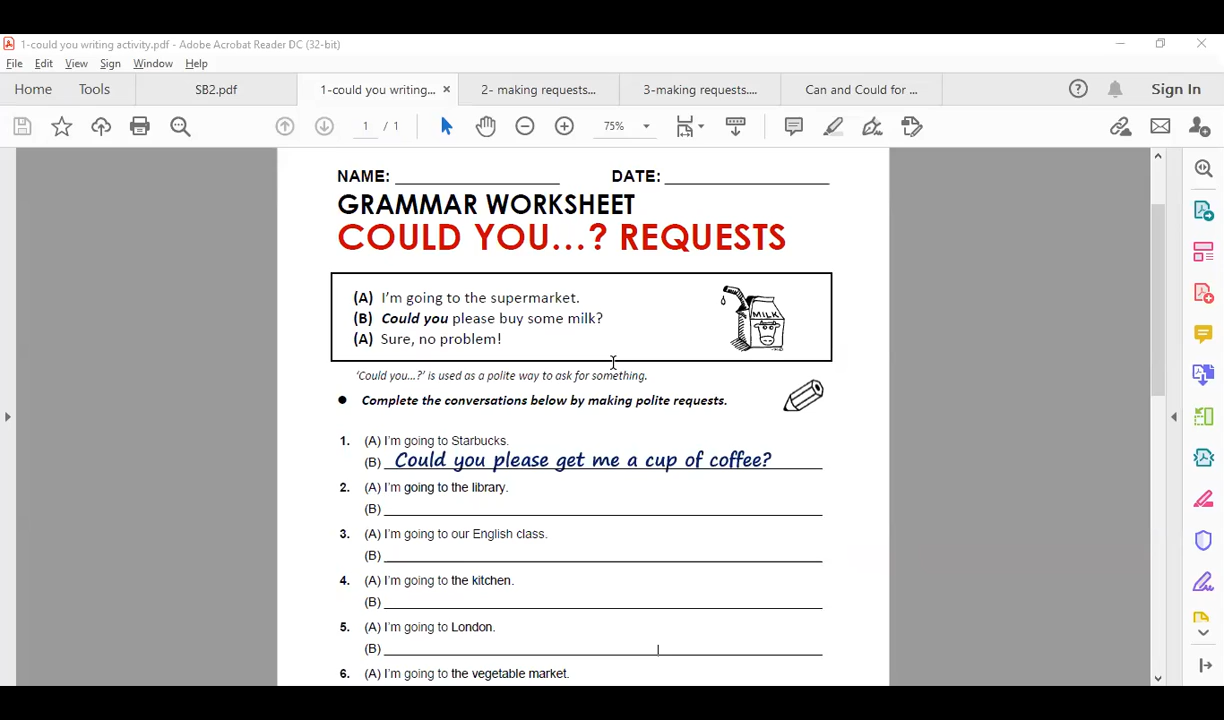 1-could you writing activity.pdf - Adobe Acrobat Reader DC (32-bit)
File Edit View Sign Window Help
Home Tools SB2.pdf 1-could you writing... × 2- making requests... 3-making requests.... Can and Could for ... Sign In
1 / 1 75%
NAME: ____________ DATE: ____________
GRAMMAR WORKSHEET
COULD YOU...? REQUESTS
(A) I'm going to the supermarket.
(B) Could you please buy some milk?
(A) Sure, no problem!
MILK
‘Could you...?’ is used as a polite way to ask for something.
● Complete the conversations below by making polite requests.
1. (A) I'm going to Starbucks.
(B) Could you please get me a cup of coffee?
2. (A) I'm going to the library.
(B)
3. (A) I'm going to our English class.
(B)
4. (A) I'm going to the kitchen.
(B)
5. (A) I'm going to London.
(B)
6. (A) I'm going to the vegetable market.